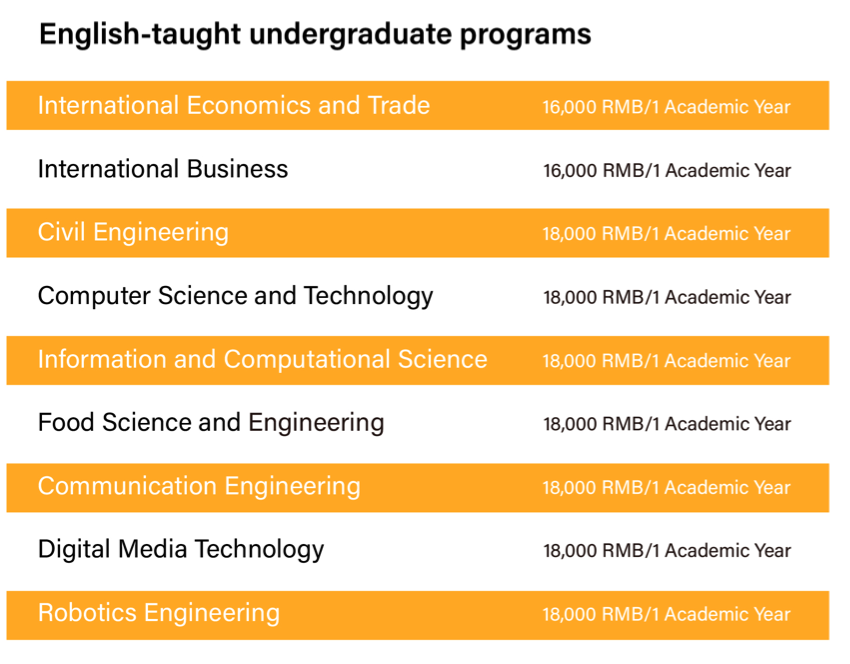 English-taught undergraduate programs
International Economics and Trade 16,000 RMB/1 Academic Year
International Business 16,000 RMB/1 Academic Year
Civil Engineering 18,000 RMB/1 Academic Year
Computer Science and Technology 18,000 RMB/1 Academic Year
Information and Computational Science 18,000 RMB/1 Academic Year
Food Science and Engineering 18,000 RMB/1 Academic Year
Communication Engineering 18,000 RMB/1 Academic Year
Digital Media Technology 18,000 RMB/1 Academic Year
Robotics Engineering 18,000 RMB/1 Academic Year